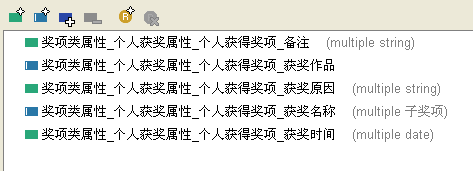 R
奖项类属性_个人获奖属性_个人获得奖项_备注 (multiple string)
奖项类属性_个人获奖属性_个人获得奖项_获奖作品
奖项类属性_个人获奖属性_个人获得奖项_获奖原因 (multiple string)
奖项类属性_个人获奖属性_个人获得奖项_获奖名称 (multiple 子奖项)
奖项类属性_个人获奖属性_个人获得奖项_获奖时间 (multiple date)